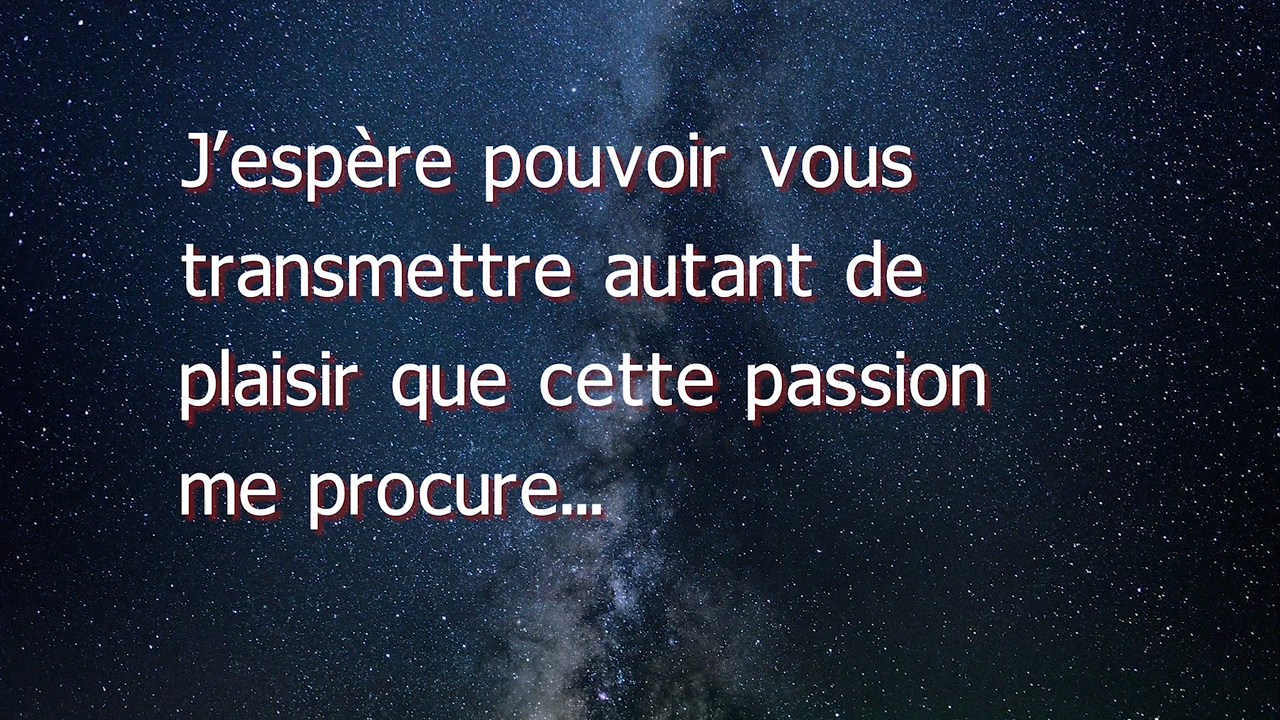 J’espère pouvoir vous
transmettre autant de
plaisir que cette passion
me procure...